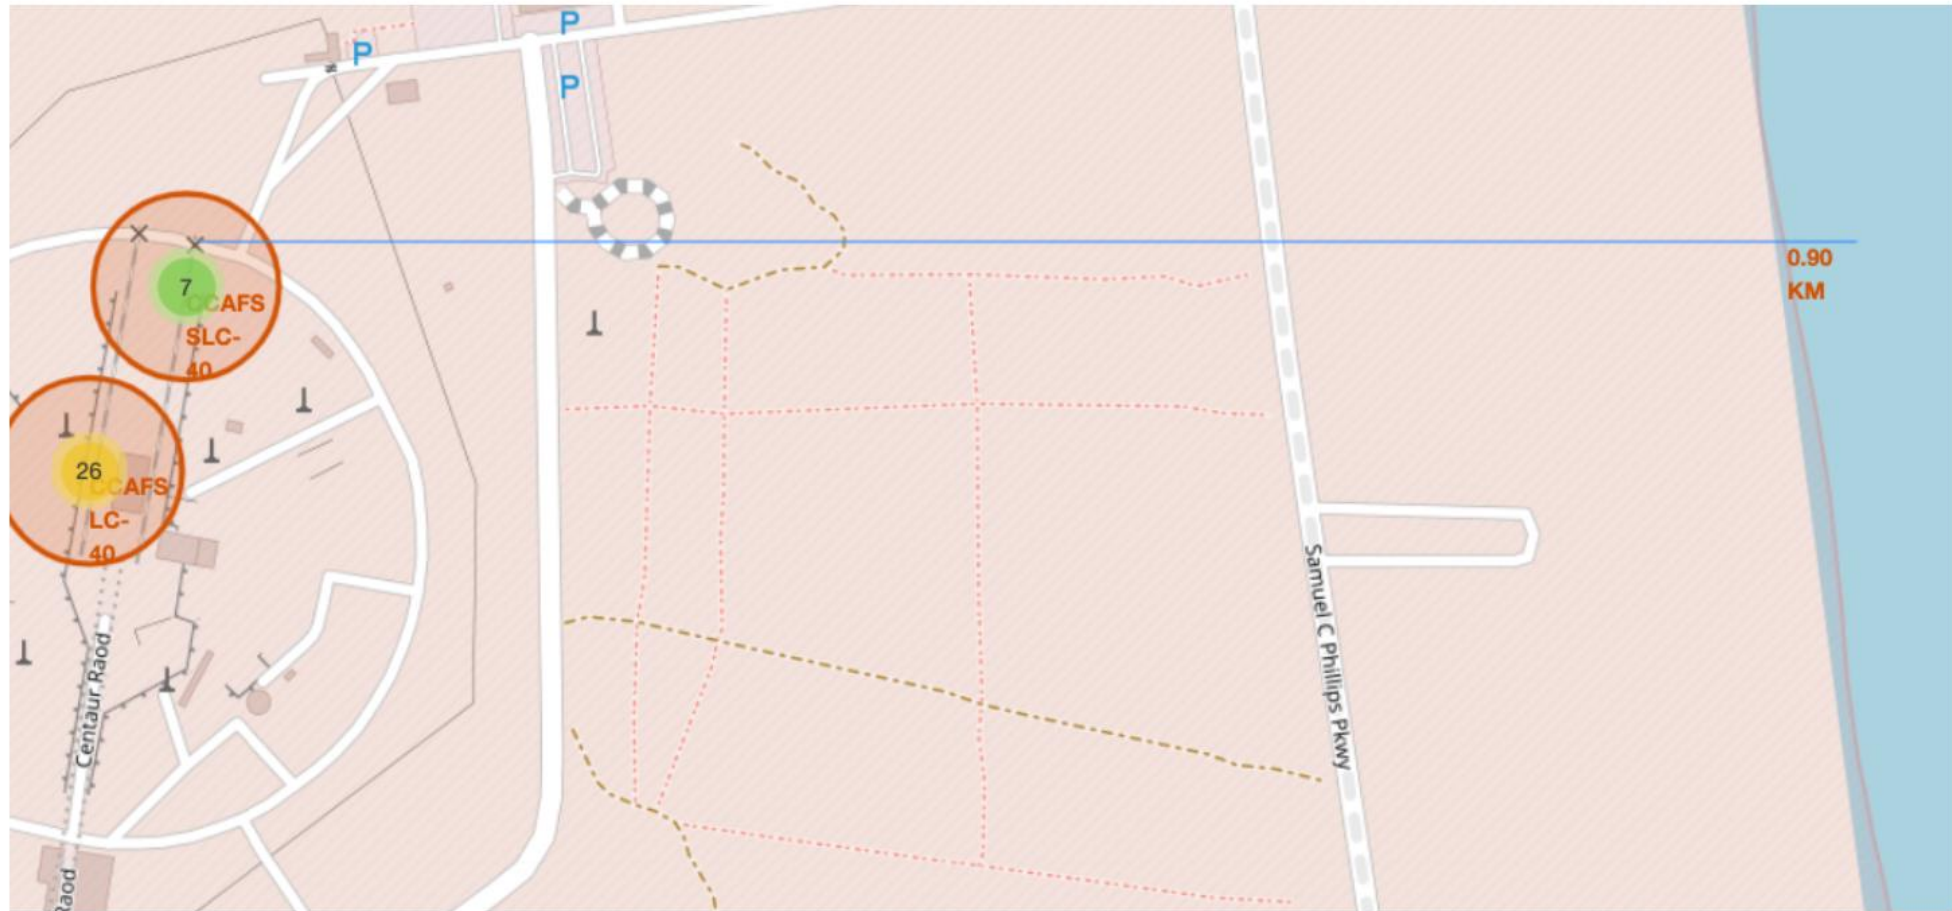 P
P
P
7
CCAFS
SLC-
40
0.90
KM
26
CCAFS
LC-
40
Samuel C Phillips Pkwy
Centaur Raod
Raod